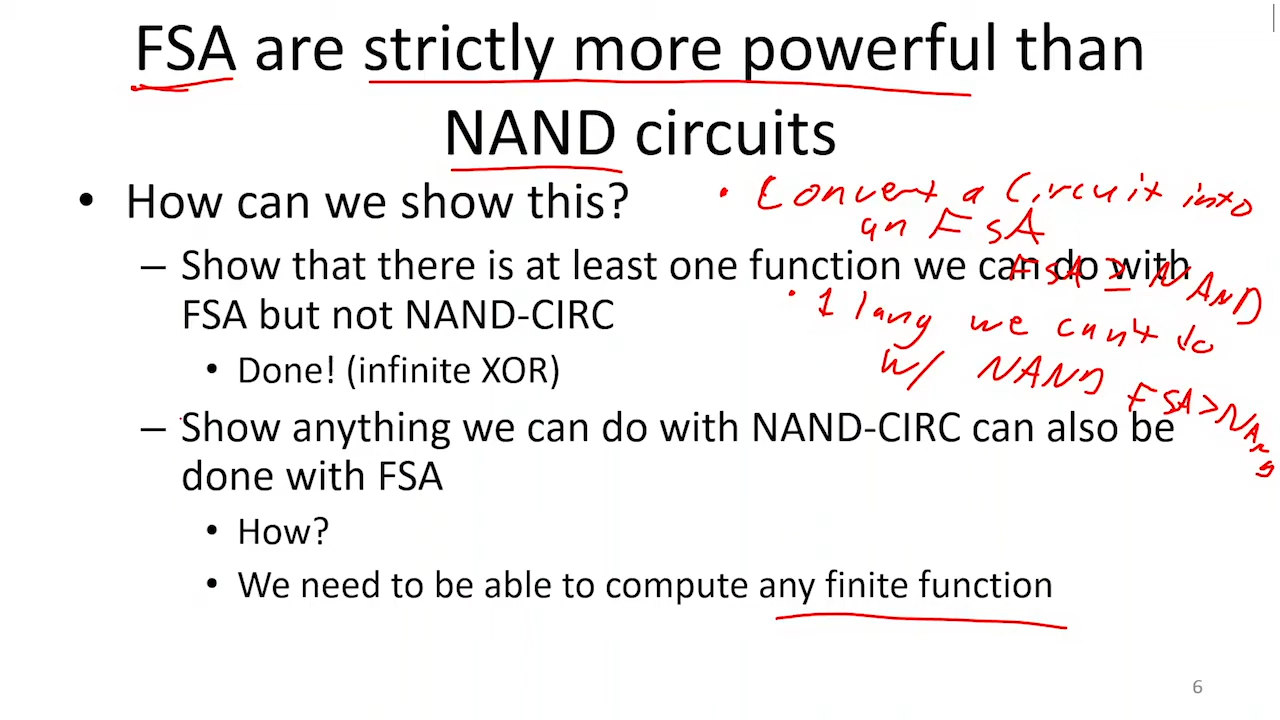 FSA are strictly more powerful than
NAND circuits
• How can we show this?
• Convert a Circuit into
an FSA
– Show that there is at least one function we can do with
FSA ≥ NAND
FSA but not NAND-CIRC
• 1 lang we can't do
w/ NAND
• Done! (infinite XOR)
FSA > NAND
– Show anything we can do with NAND-CIRC can also be
done with FSA
• How?
• We need to be able to compute any finite function
6